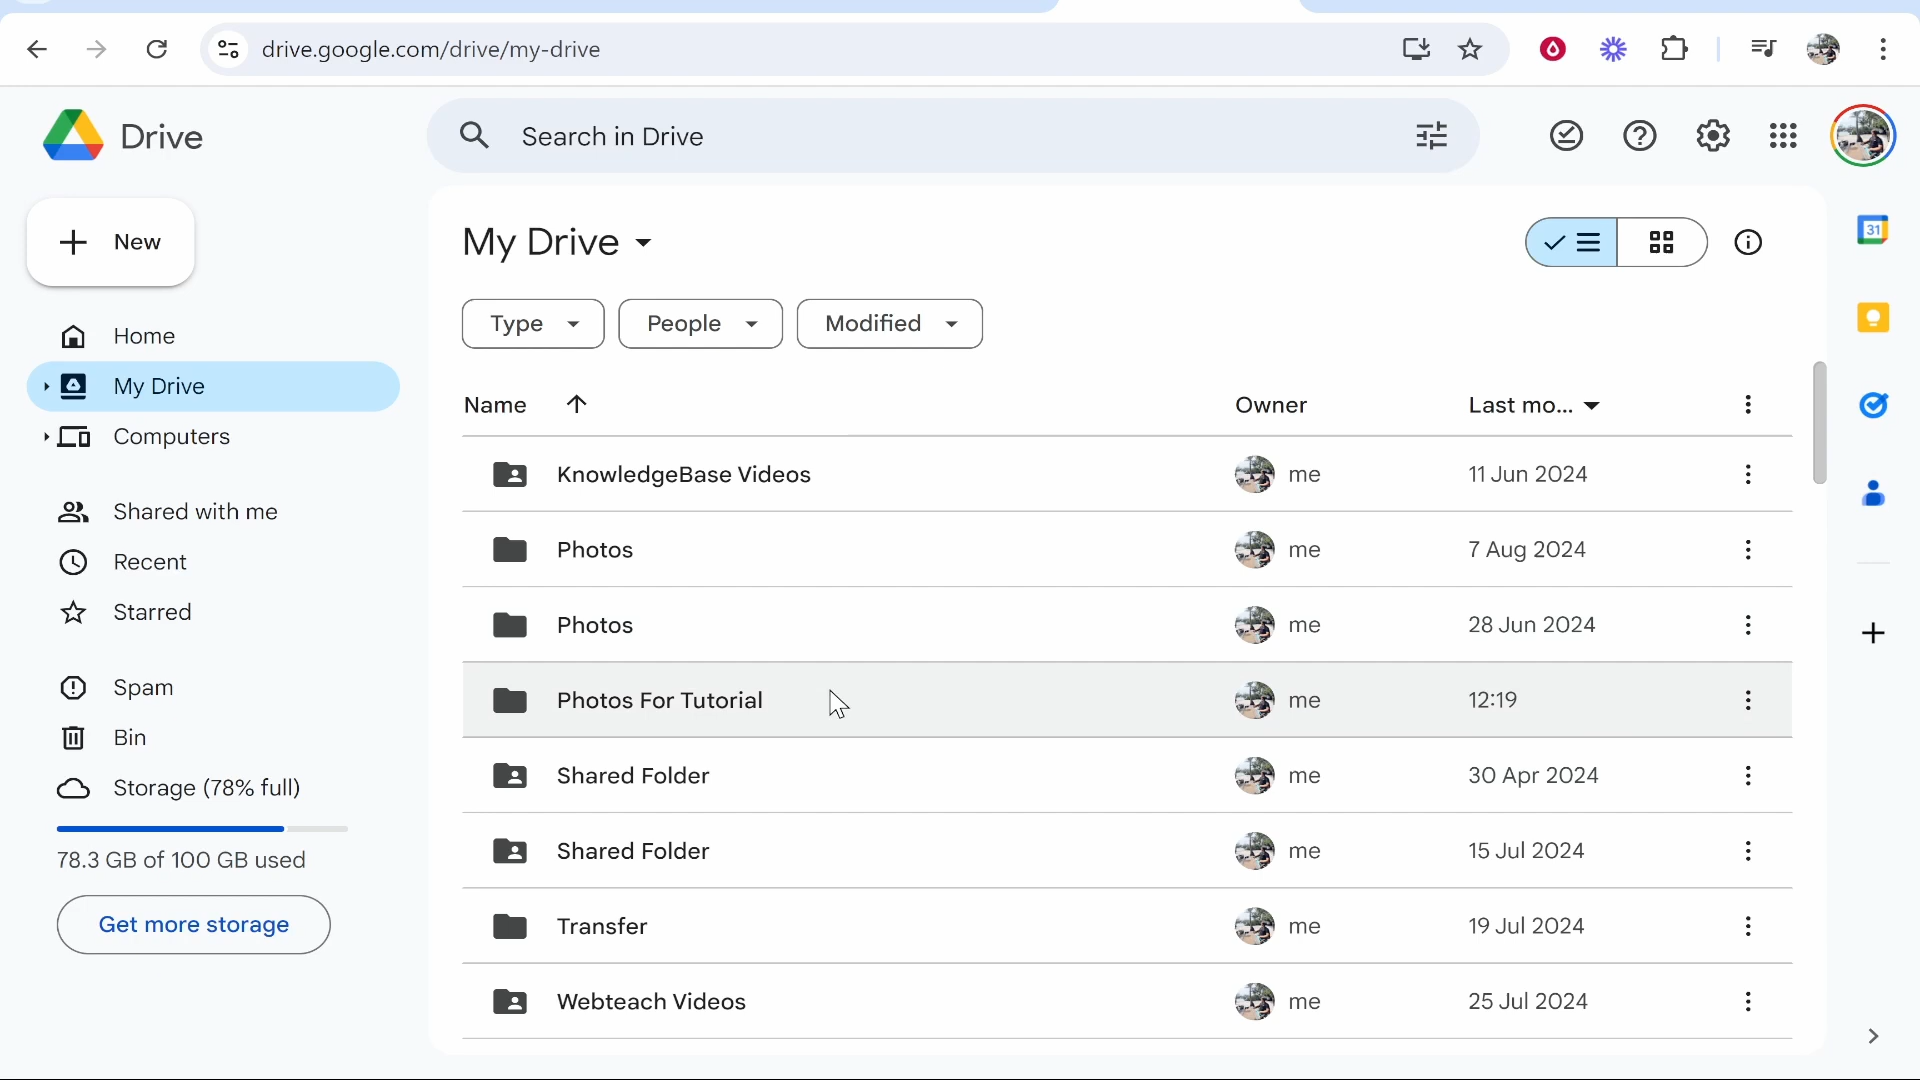 drive.google.com/drive/my-drive
Drive
Search in Drive
New
My Drive
31
Type
People
Modified
Home
My Drive
Computers
Name
Owner
Last mo...
KnowledgeBase Videos
me
11 Jun 2024
Shared with me
Photos
me
7 Aug 2024
Recent
Starred
Photos
me
28 Jun 2024
Spam
Photos For Tutorial
me
12:19
Bin
Storage (78% full)
Shared Folder
me
30 Apr 2024
78.3 GB of 100 GB used
Shared Folder
me
15 Jul 2024
Get more storage
Transfer
me
19 Jul 2024
Webteach Videos
me
25 Jul 2024